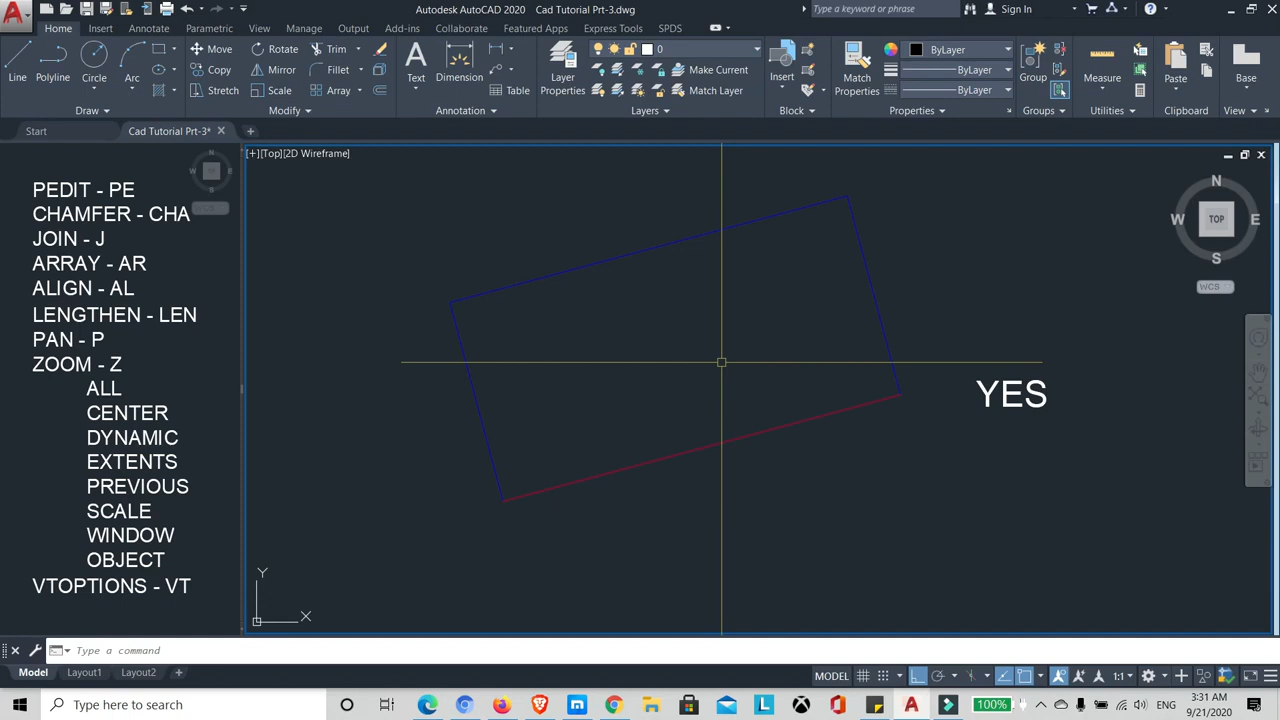 Autodesk AutoCAD 2020 Cad Tutorial Prt-3.dwg
Type a keyword or phrase
Sign In
Home Insert Annotate Parametric View Manage Output Add-ins Collaborate Featured Apps Express Tools SPDS
Line
Polyline
Circle
Arc
Draw
Move
Rotate
Trim
Copy
Mirror
Fillet
Stretch
Scale
Array
Modify
Text
Dimension
Table
Annotation
Layer
Properties
0
Make Current
Match Layer
Layers
Insert
Block
Match
Properties
ByLayer
ByLayer
ByLayer
Properties
Group
Groups
Measure
Utilities
Paste
Clipboard
Base
View
Start
Cad Tutorial Prt-3*
[+][Top][2D Wireframe]
N
W
E
S
WCS
PEDIT - PE
CHAMFER - CHA
JOIN - J
ARRAY - AR
ALIGN - AL
LENGTHEN - LEN
PAN - P
ZOOM - Z
ALL
CENTER
DYNAMIC
EXTENTS
PREVIOUS
SCALE
WINDOW
OBJECT
VTOPTIONS - VT
N
W
TOP
E
S
WCS
YES
Y
X
Type a command
Model Layout1 Layout2
MODEL
1:1
Type here to search
100%
ENG
3:31 AM
9/21/2020